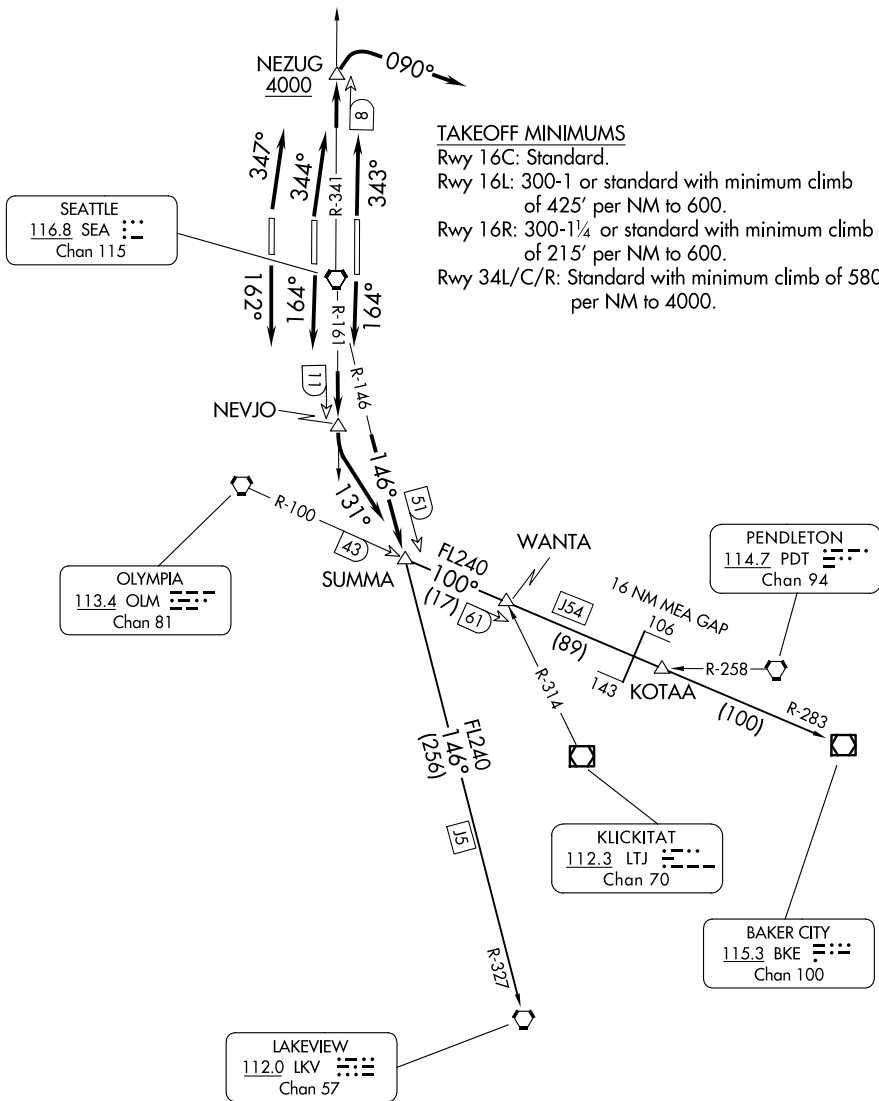 NEZUG
4000
090°
8
347°
344°
343°
R-341
TAKEOFF MINIMUMS
Rwy 16C: Standard.
Rwy 16L: 300-1 or standard with minimum climb
of 425' per NM to 600.
Rwy 16R: 300-1¼ or standard with minimum climb
of 215' per NM to 600.
Rwy 34L/C/R: Standard with minimum climb of 580
per NM to 4000.
SEATTLE
116.8 SEA
Chan 115
162°
164°
164°
R-161
11
R-146
NEVJO
146°
131°
51
R-100
43
OLYMPIA
113.4 OLM
Chan 81
SUMMA
FL240
100°
(17)
61
WANTA
J54
(89)
16 NM MEA GAP
106
143
KOTAA
R-258
PENDLETON
114.7 PDT
Chan 94
R-314
(100)
R-283
FL240
146°
(256)
J5
KLICKITAT
112.3 LTJ
Chan 70
BAKER CITY
115.3 BKE
Chan 100
R-327
LAKEVIEW
112.0 LKV
Chan 57